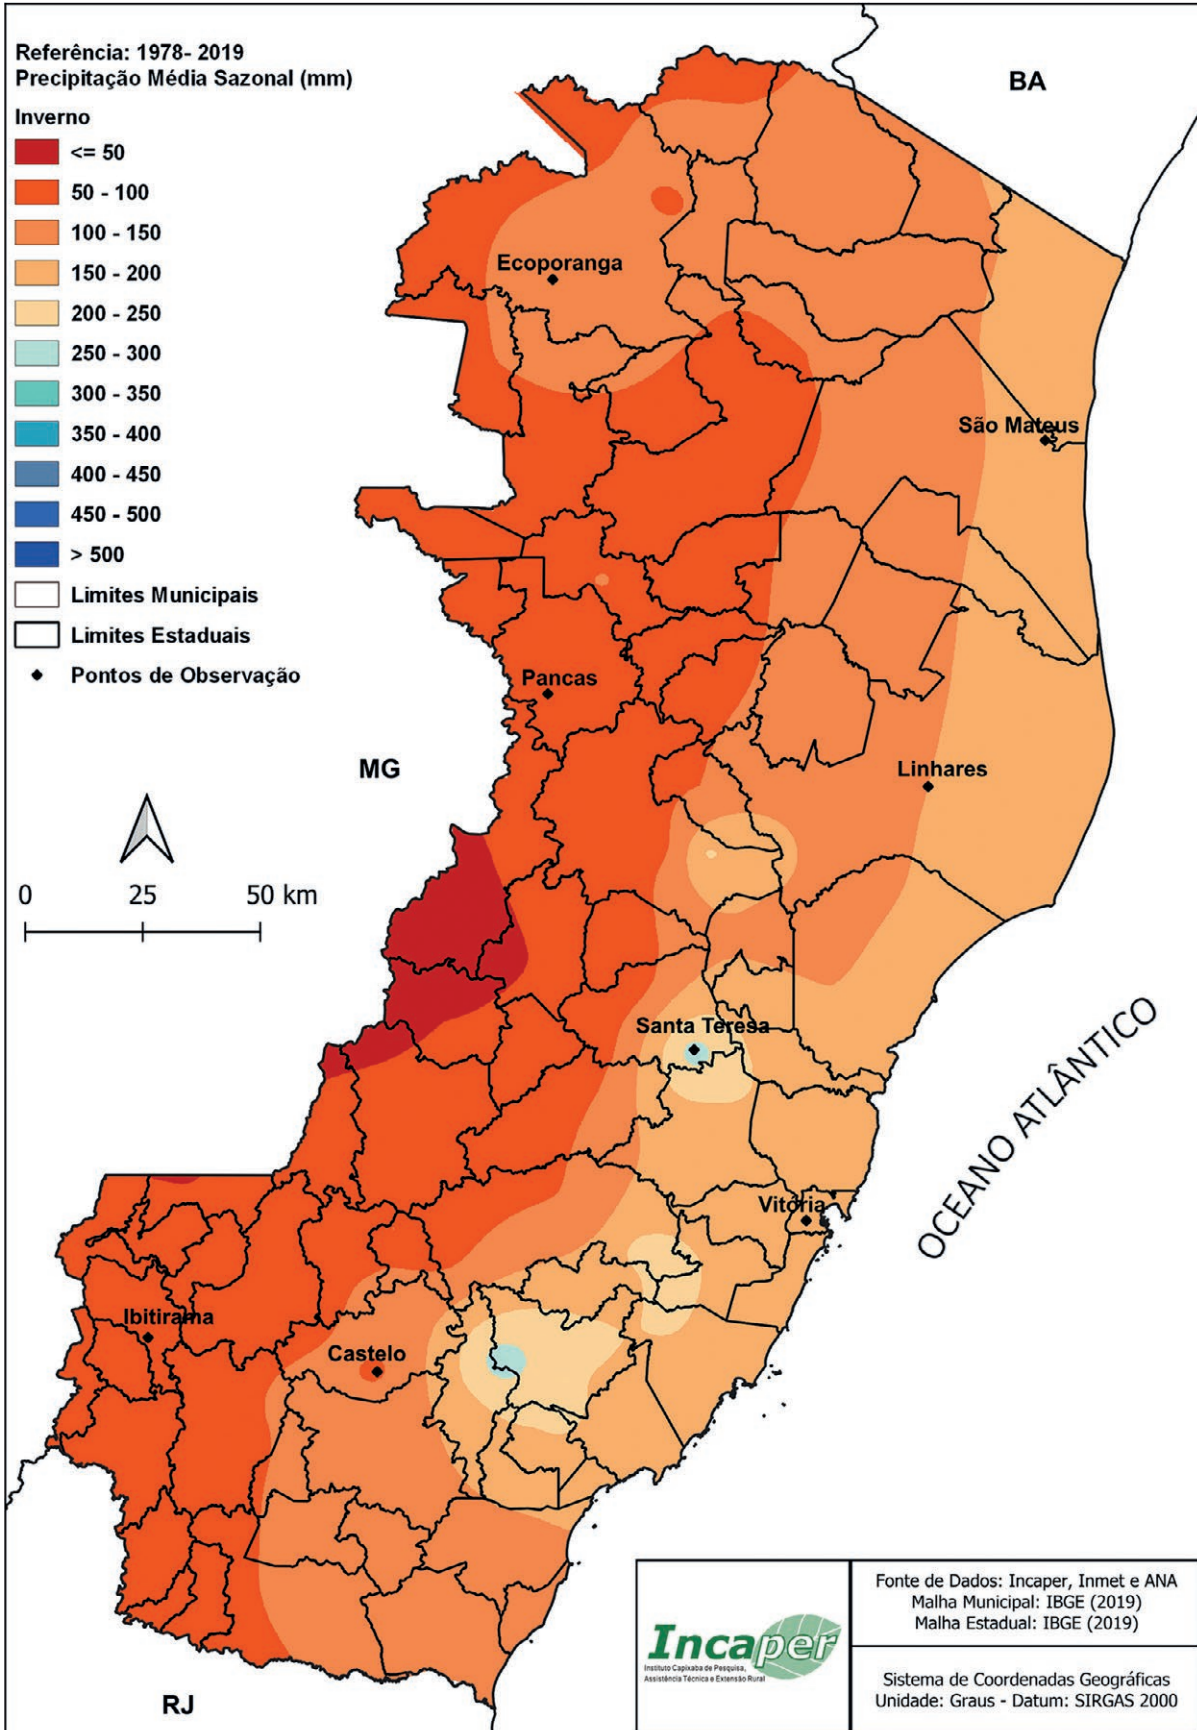 Referência: 1978- 2019
Precipitação Média Sazonal (mm)
Inverno
<= 50
50 - 100
100 - 150
150 - 200
200 - 250
250 - 300
300 - 350
350 - 400
400 - 450
450 - 500
> 500
Limites Municipais
Limites Estaduais
Pontos de Observação
BA
Ecoporanga
São Mateus
Pancas
MG
Linhares
0 25 50 km
Santa Teresa
OCEANO ATLÂNTICO
Vitória
Ibitirama
Castelo
RJ
Incaper
Instituto Capixaba de Pesquisa,
Assistência Técnica e Extensão Rural
Fonte de Dados: Incaper, Inmet e ANA
Malha Municipal: IBGE (2019)
Malha Estadual: IBGE (2019)
Sistema de Coordenadas Geográficas
Unidade: Graus - Datum: SIRGAS 2000